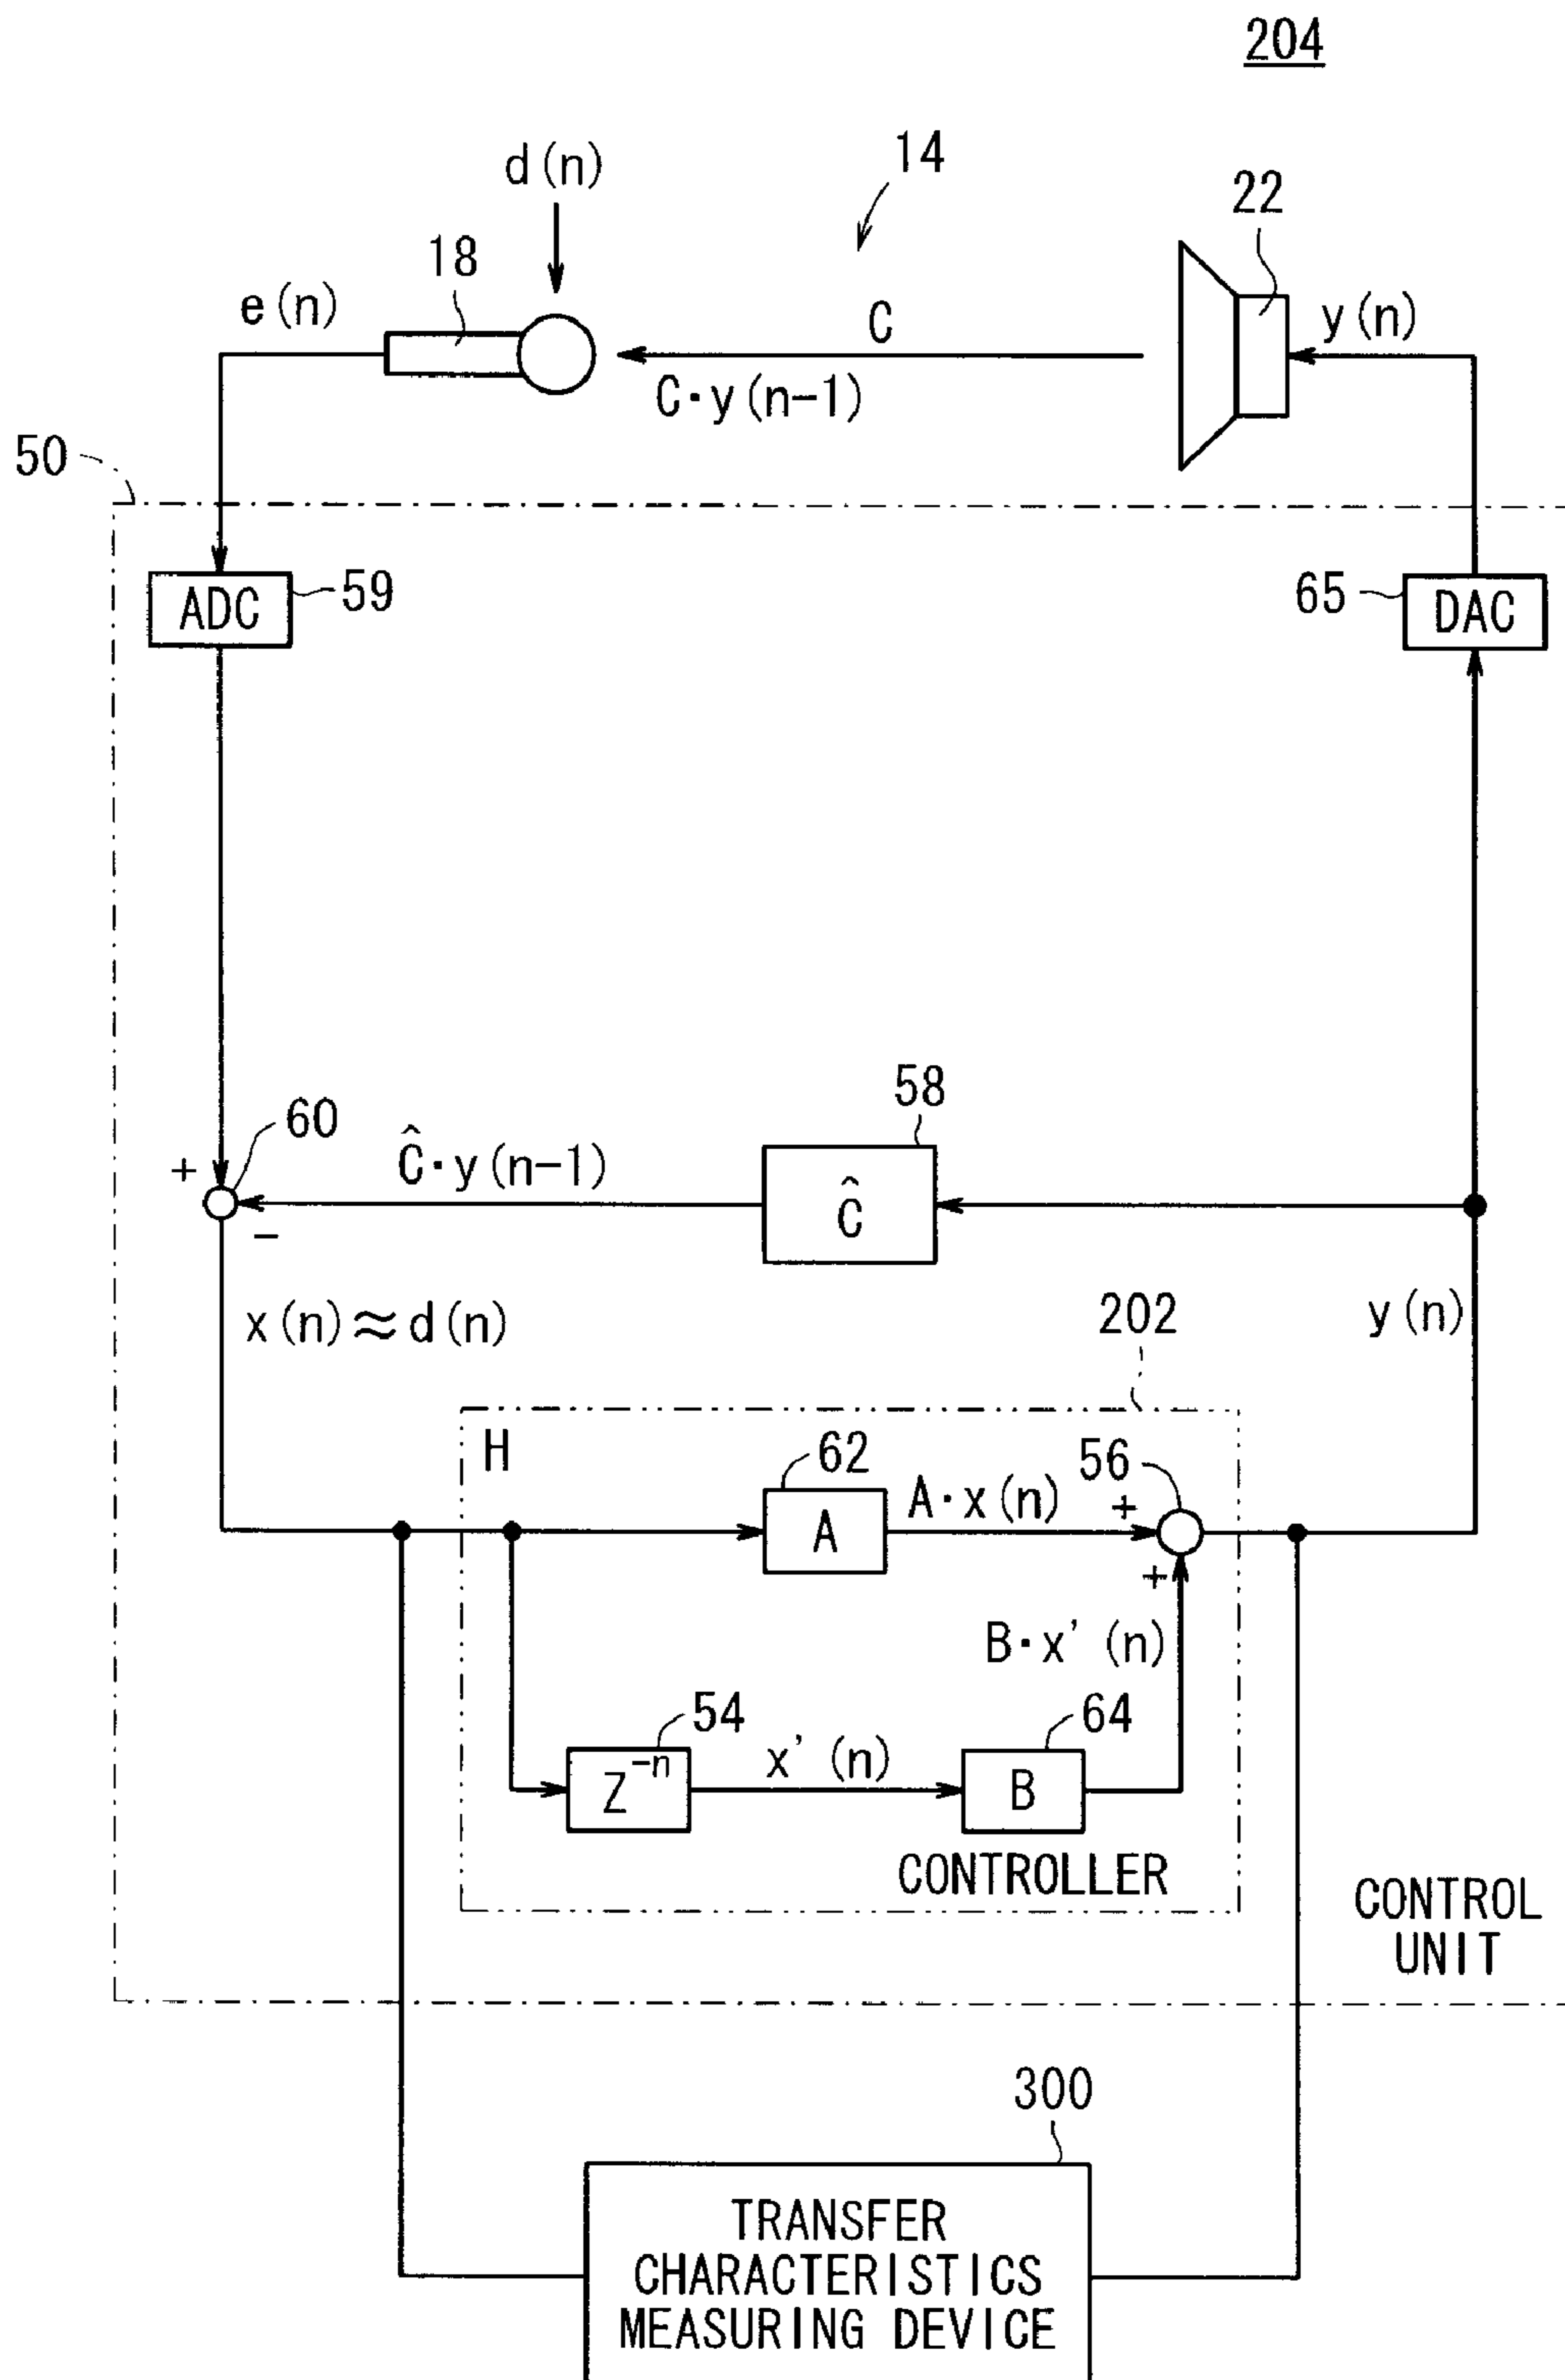 204
14
d(n)
22
18
e(n)
C
y(n)
C·y(n-1)
50
ADC
59
65
DAC
58
60
Ĉ·y(n-1)
+
Ĉ
-
x(n)≈d(n)
202
y(n)
H
62
56
A·x(n)
+
A
+
B·x'(n)
54
64
x'(n)
Z⁻ⁿ
B
CONTROLLER
CONTROL
UNIT
300
TRANSFER
CHARACTERISTICS
MEASURING DEVICE